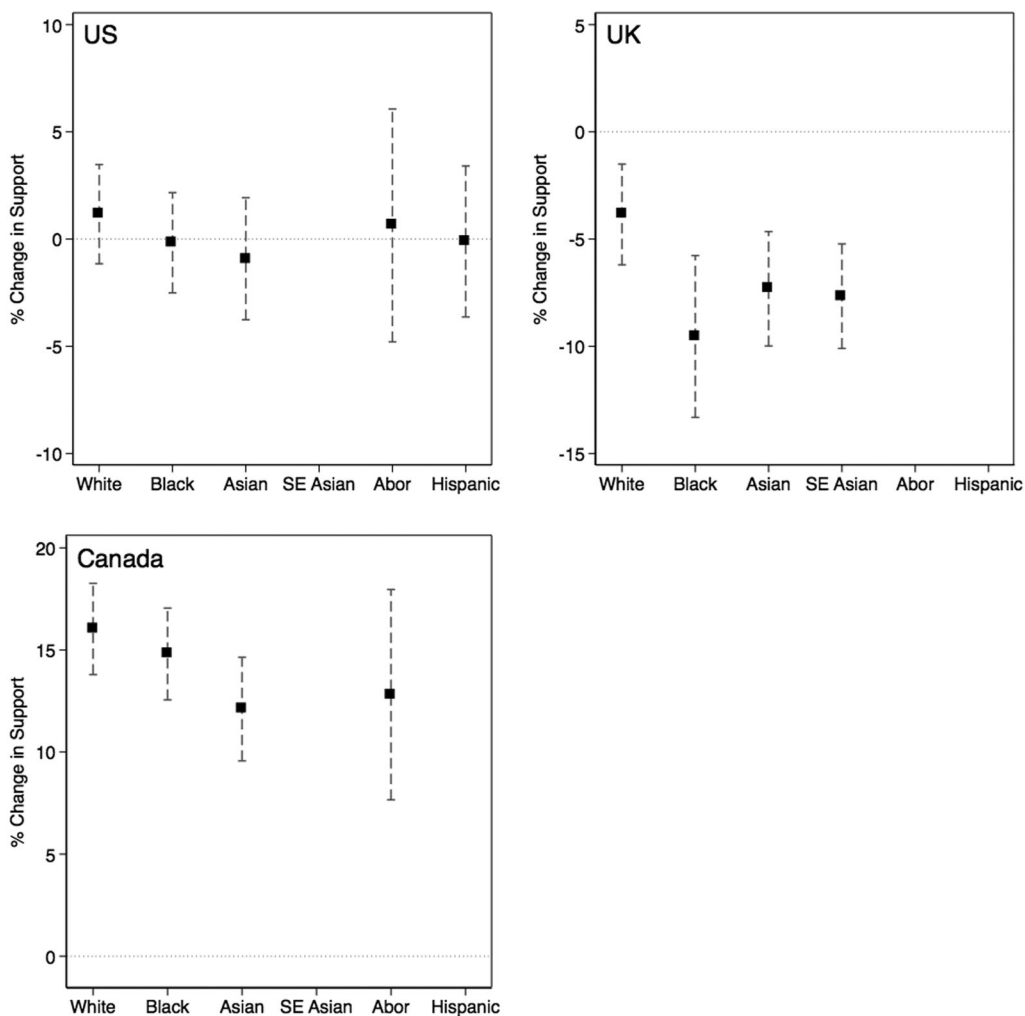 US
% Change in Support
10
5
0
-5
-10
White Black Asian SE Asian Abor Hispanic
UK
% Change in Support
5
0
-5
-10
-15
White Black Asian SE Asian Abor Hispanic
Canada
% Change in Support
20
15
10
5
0
White Black Asian SE Asian Abor Hispanic